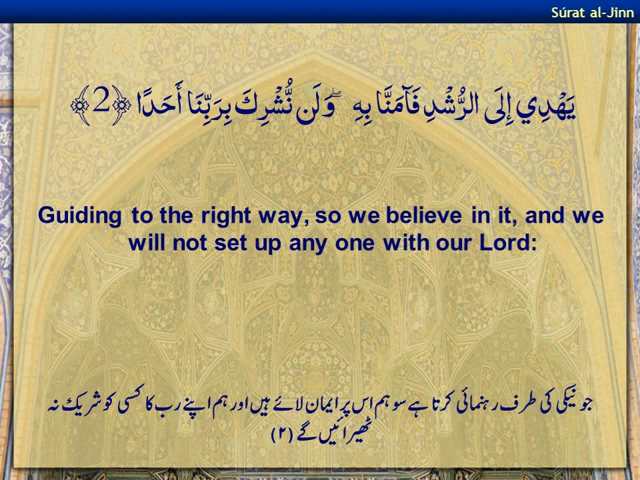 Súrat al-Jinn
يَهْدِي إِلَى الرُّشْدِ فَآمَنَّا بِهِ ۖ وَلَن نُّشْرِكَ بِرَبِّنَا أَحَدًا ﴿2﴾
Guiding to the right way, so we believe in it, and we
will not set up any one with our Lord:
جو نیکی کی طرف رہنمائی کرتا ہے سو ہم اس پر ایمان لائے ہیں اور ہم اپنے رب کا کسی کو شریک نہ
ٹھیرائیں گے (۲)